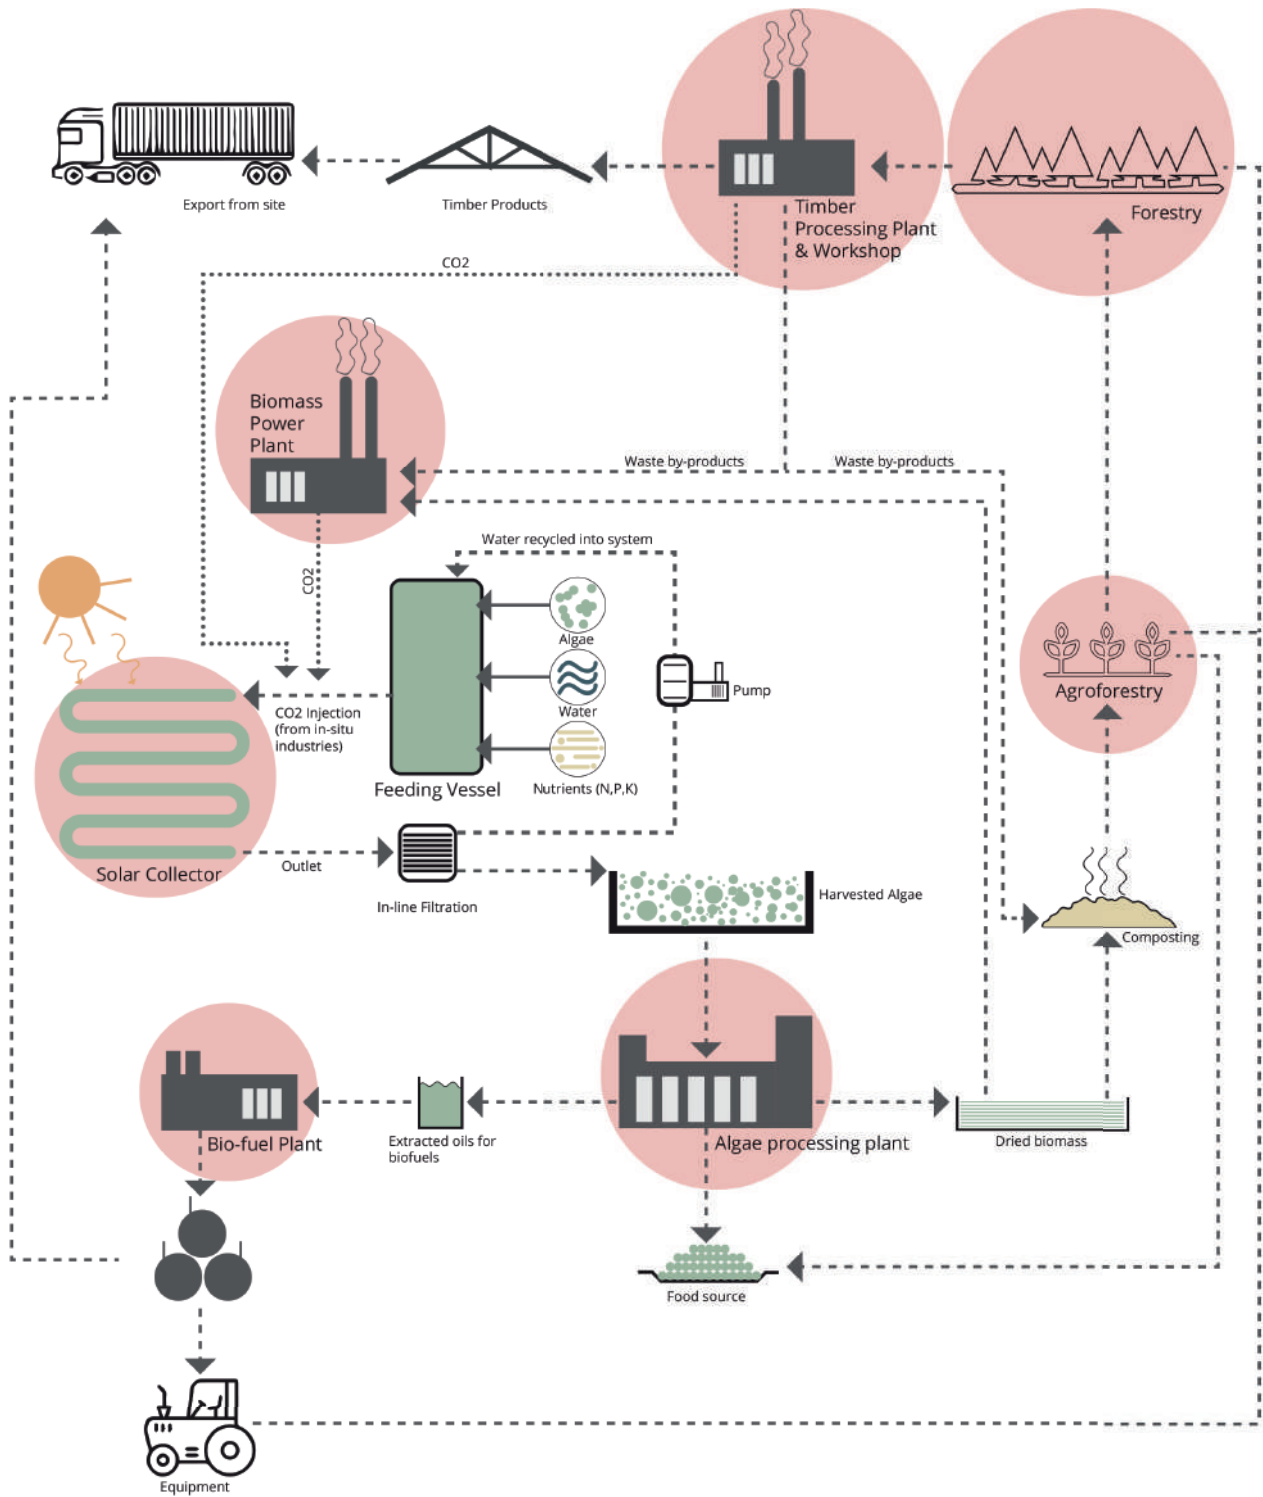 Export from site
Timber Products
Timber
Processing Plant
& Workshop
Forestry
CO2
Biomass
Power
Plant
Waste by-products
Waste by-products
Water recycled into system
CO2
Algae
Water
Nutrients (N,P,K)
Pump
Agroforestry
CO2 Injection
(from in-situ
industries)
Feeding Vessel
Solar Collector
Outlet
In-line Filtration
Harvested Algae
Composting
Bio-fuel Plant
Extracted oils for
biofuels
Algae processing plant
Dried biomass
Food source
Equipment